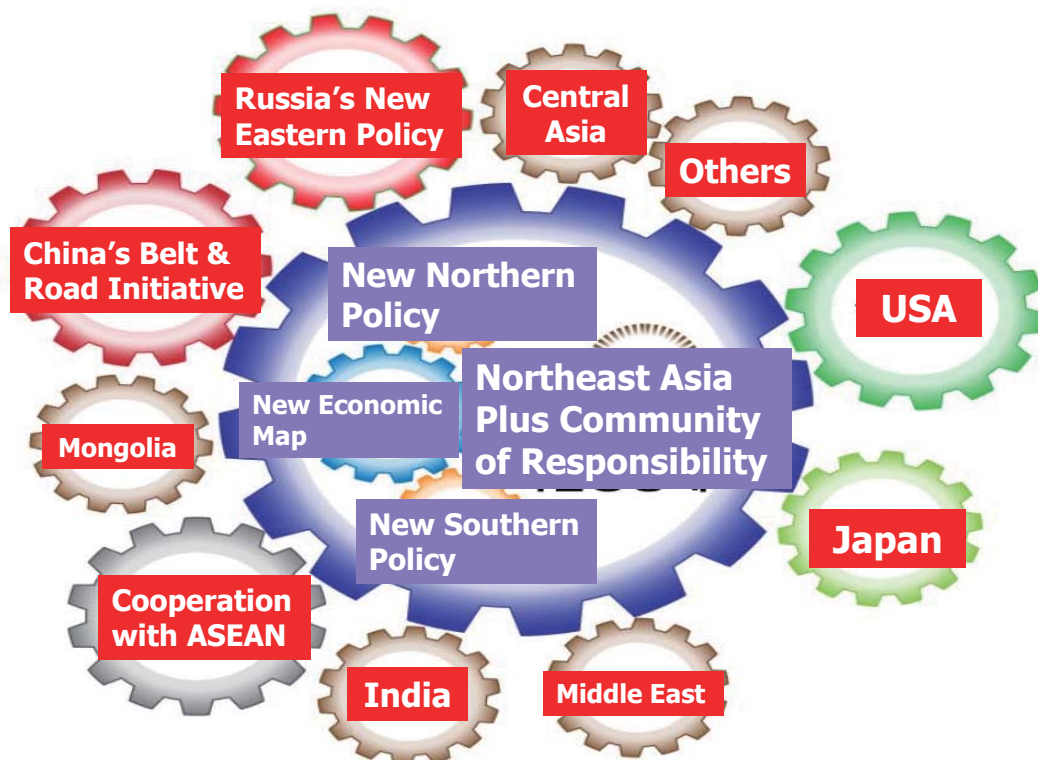 Russia's New
Eastern Policy
Central
Asia
Others
China's Belt &
Road Initiative
New Northern
Policy
USA
Northeast Asia
Plus Community
of Responsibility
New Economic
Map
Mongolia
New Southern
Policy
Japan
Cooperation
with ASEAN
India
Middle East